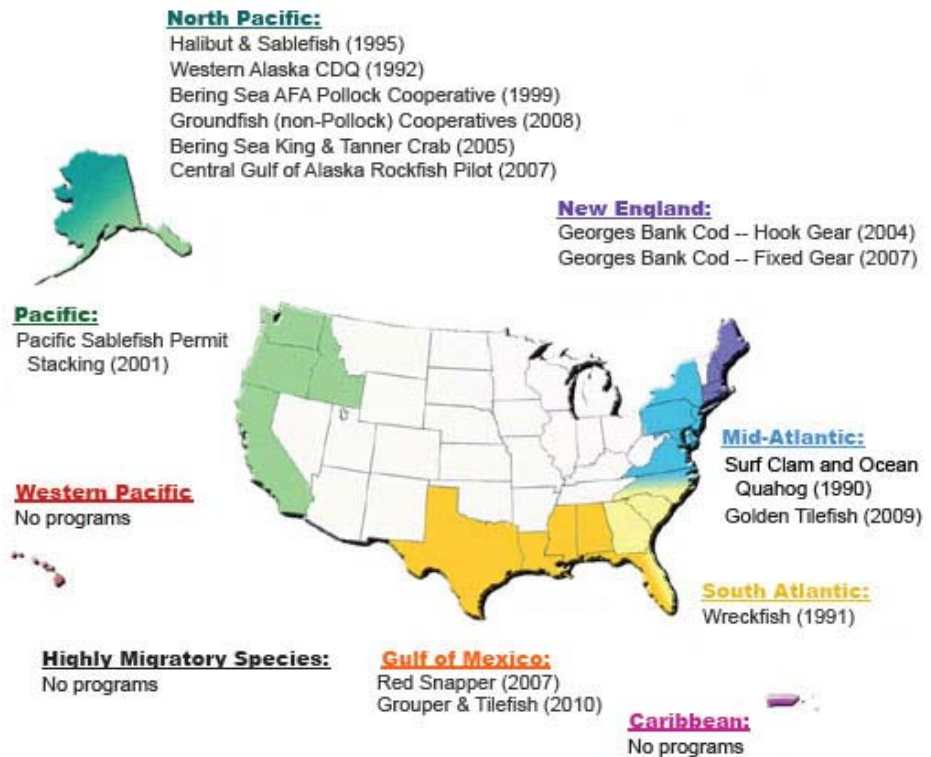 North Pacific:
Halibut & Sablefish (1995)
Western Alaska CDQ (1992)
Bering Sea AFA Pollock Cooperative (1999)
Groundfish (non-Pollock) Cooperatives (2008)
Bering Sea King & Tanner Crab (2005)
Central Gulf of Alaska Rockfish Pilot (2007)
New England:
Georges Bank Cod -- Hook Gear (2004)
Georges Bank Cod -- Fixed Gear (2007)
Pacific:
Pacific Sablefish Permit
Stacking (2001)
Mid-Atlantic:
Surf Clam and Ocean
Quahog (1990)
Golden Tilefish (2009)
Western Pacific
No programs
South Atlantic:
Wreckfish (1991)
Highly Migratory Species:
No programs
Gulf of Mexico:
Red Snapper (2007)
Grouper & Tilefish (2010)
Caribbean:
No programs